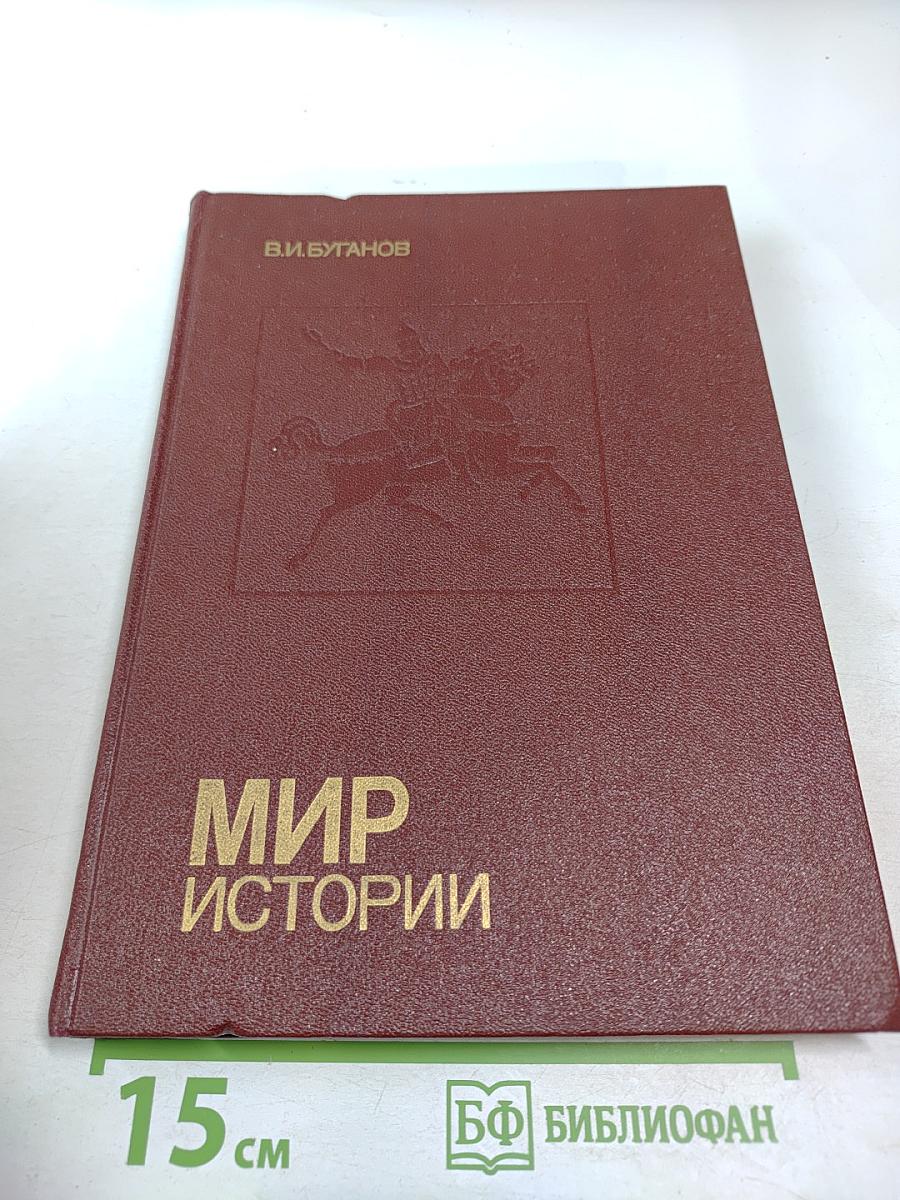 В.И.БУГАНОВ
МИР
ИСТОРИИ
15 см
БФ БИБЛИОФАН